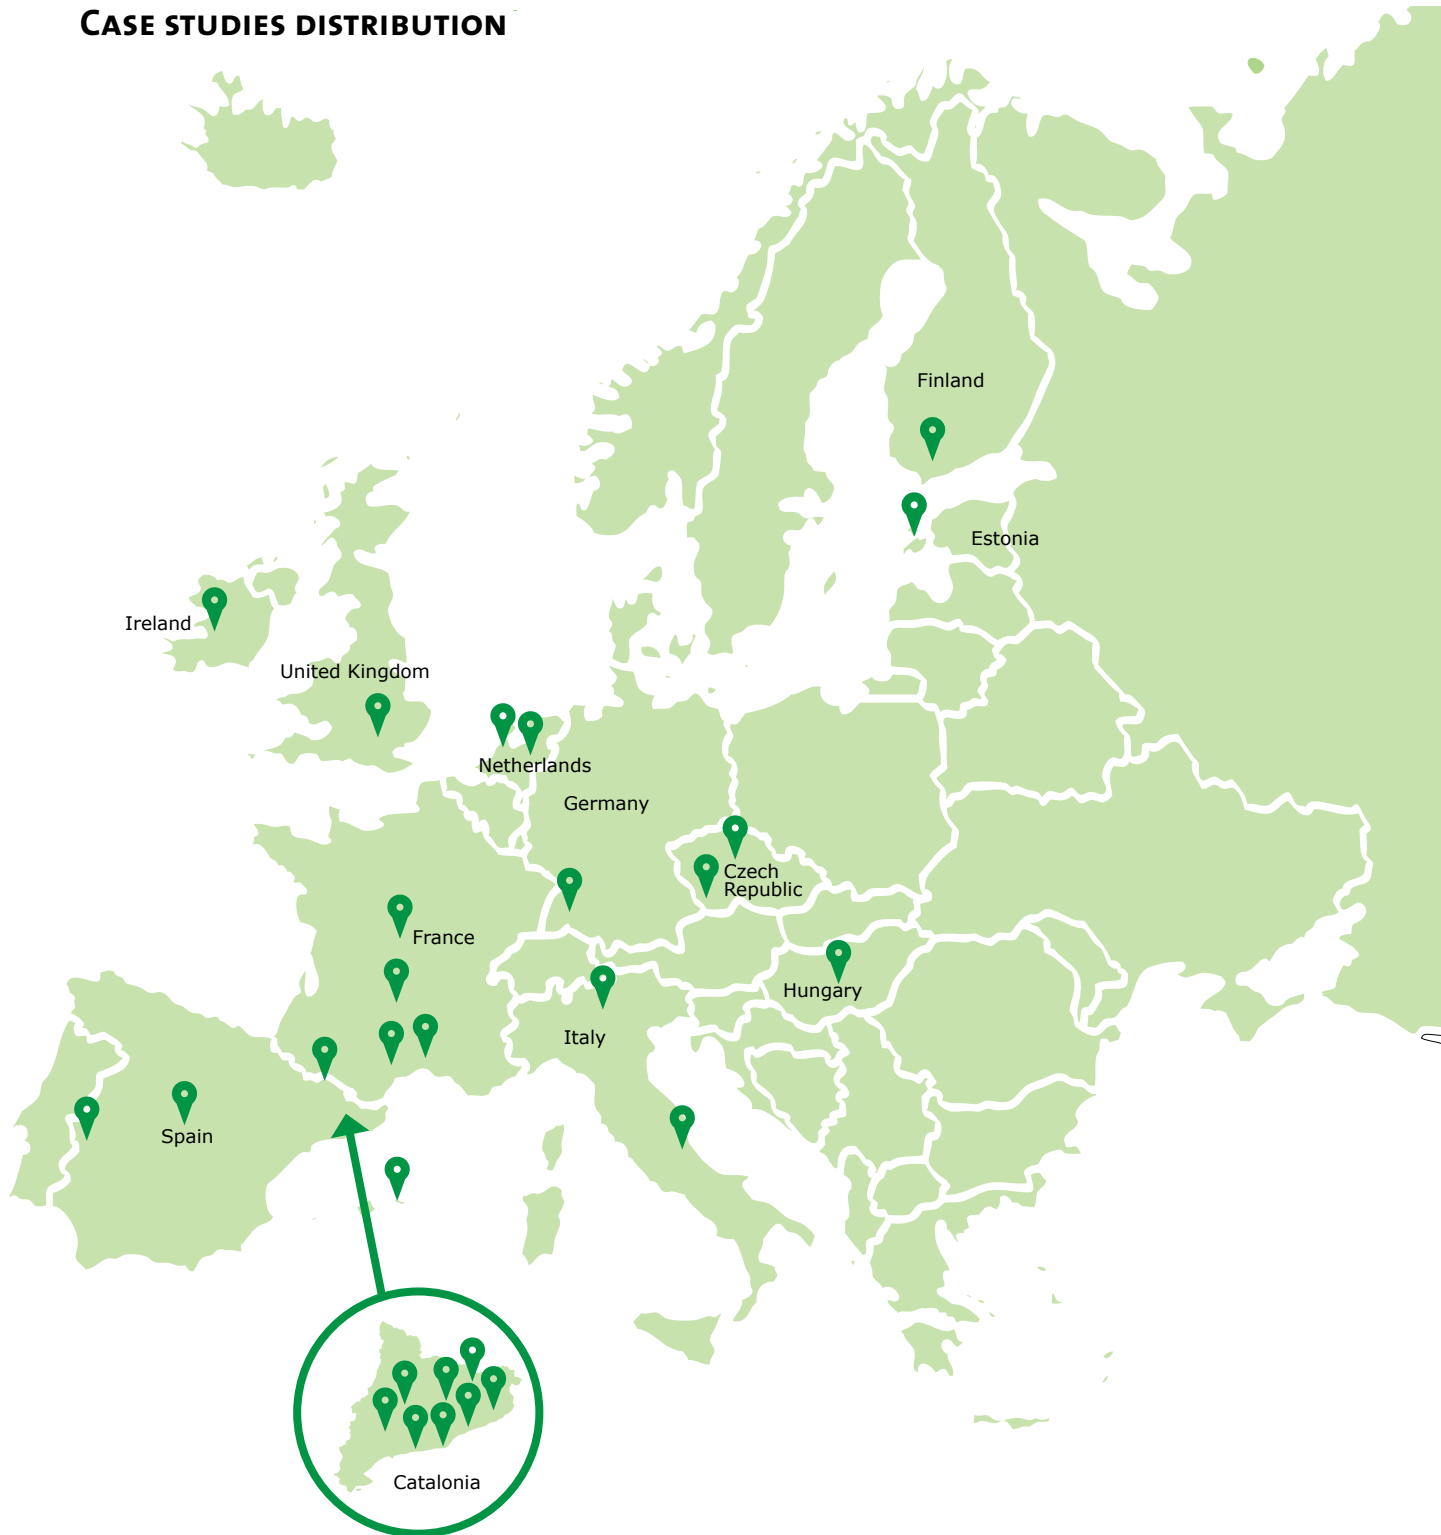 CASE STUDIES DISTRIBUTION
Finland
Estonia
Ireland
United Kingdom
Netherlands
Germany
Czech
Republic
France
Hungary
Italy
Spain
Catalonia